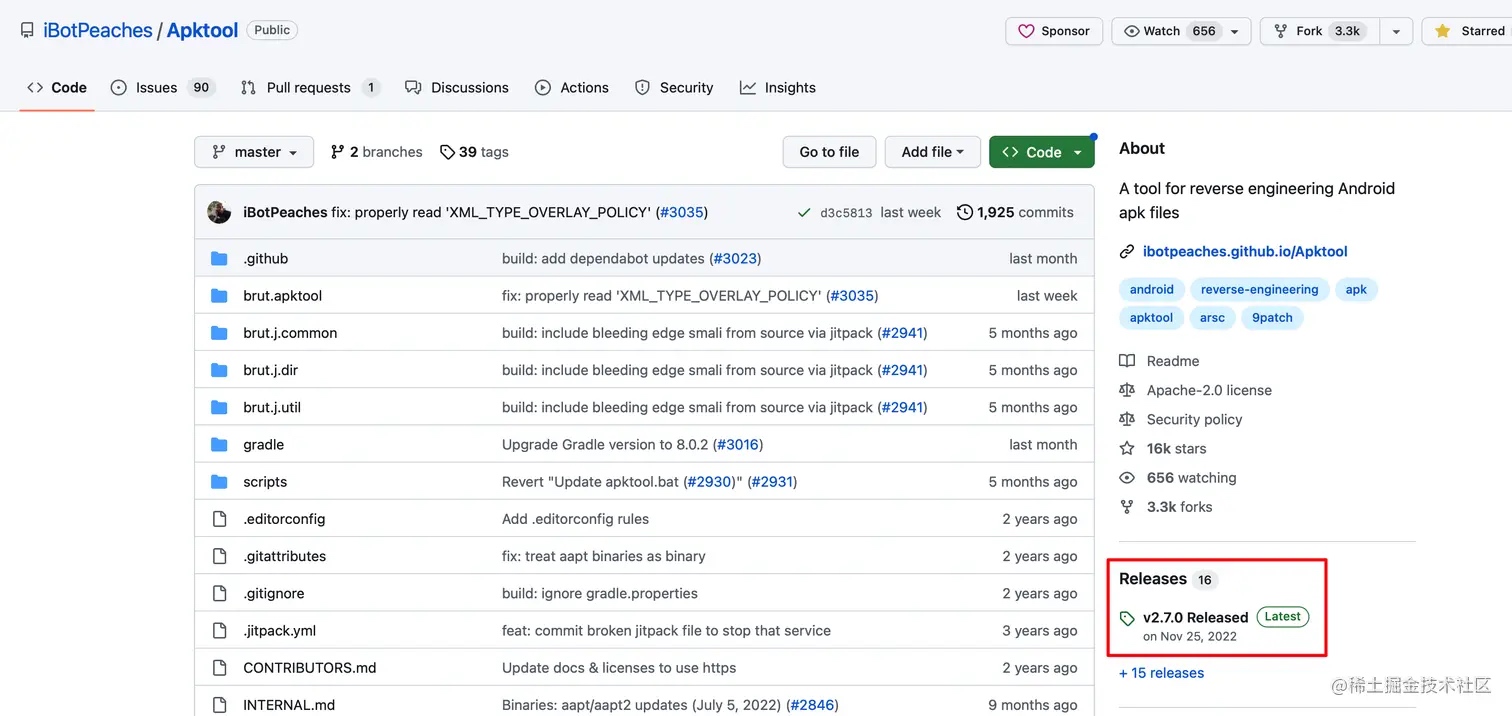 iBotPeaches / Apktool Public
Sponsor Watch 656 Fork 3.3k Starred
Code Issues 90 Pull requests 1 Discussions Actions Security Insights
master 2 branches 39 tags Go to file Add file Code
iBotPeaches fix: properly read 'XML_TYPE_OVERLAY_POLICY' (#3035) d3c5813 last week 1,925 commits
.github build: add dependabot updates (#3023) last month
brut.apktool fix: properly read 'XML_TYPE_OVERLAY_POLICY' (#3035) last week
brut.j.common build: include bleeding edge smali from source via jitpack (#2941) 5 months ago
brut.j.dir build: include bleeding edge smali from source via jitpack (#2941) 5 months ago
brut.j.util build: include bleeding edge smali from source via jitpack (#2941) 5 months ago
gradle Upgrade Gradle version to 8.0.2 (#3016) last month
scripts Revert "Update apktool.bat (#2930)" (#2931) 5 months ago
.editorconfig Add .editorconfig rules 2 years ago
.gitattributes fix: treat aapt binaries as binary 2 years ago
.gitignore build: ignore gradle.properties 2 years ago
.jitpack.yml feat: commit broken jitpack file to stop that service 3 years ago
CONTRIBUTORS.md Update docs & licenses to use https 2 years ago
INTERNAL.md Binaries: aapt/aapt2 updates (July 5, 2022) (#2846) 9 months ago
About
A tool for reverse engineering Android
apk files
ibotpeaches.github.io/Apktool
android reverse-engineering apk
apktool arsc 9patch
Readme
Apache-2.0 license
Security policy
16k stars
656 watching
3.3k forks
Releases 16
v2.7.0 Released Latest
on Nov 25, 2022
+ 15 releases
@稀土掘金技术社区